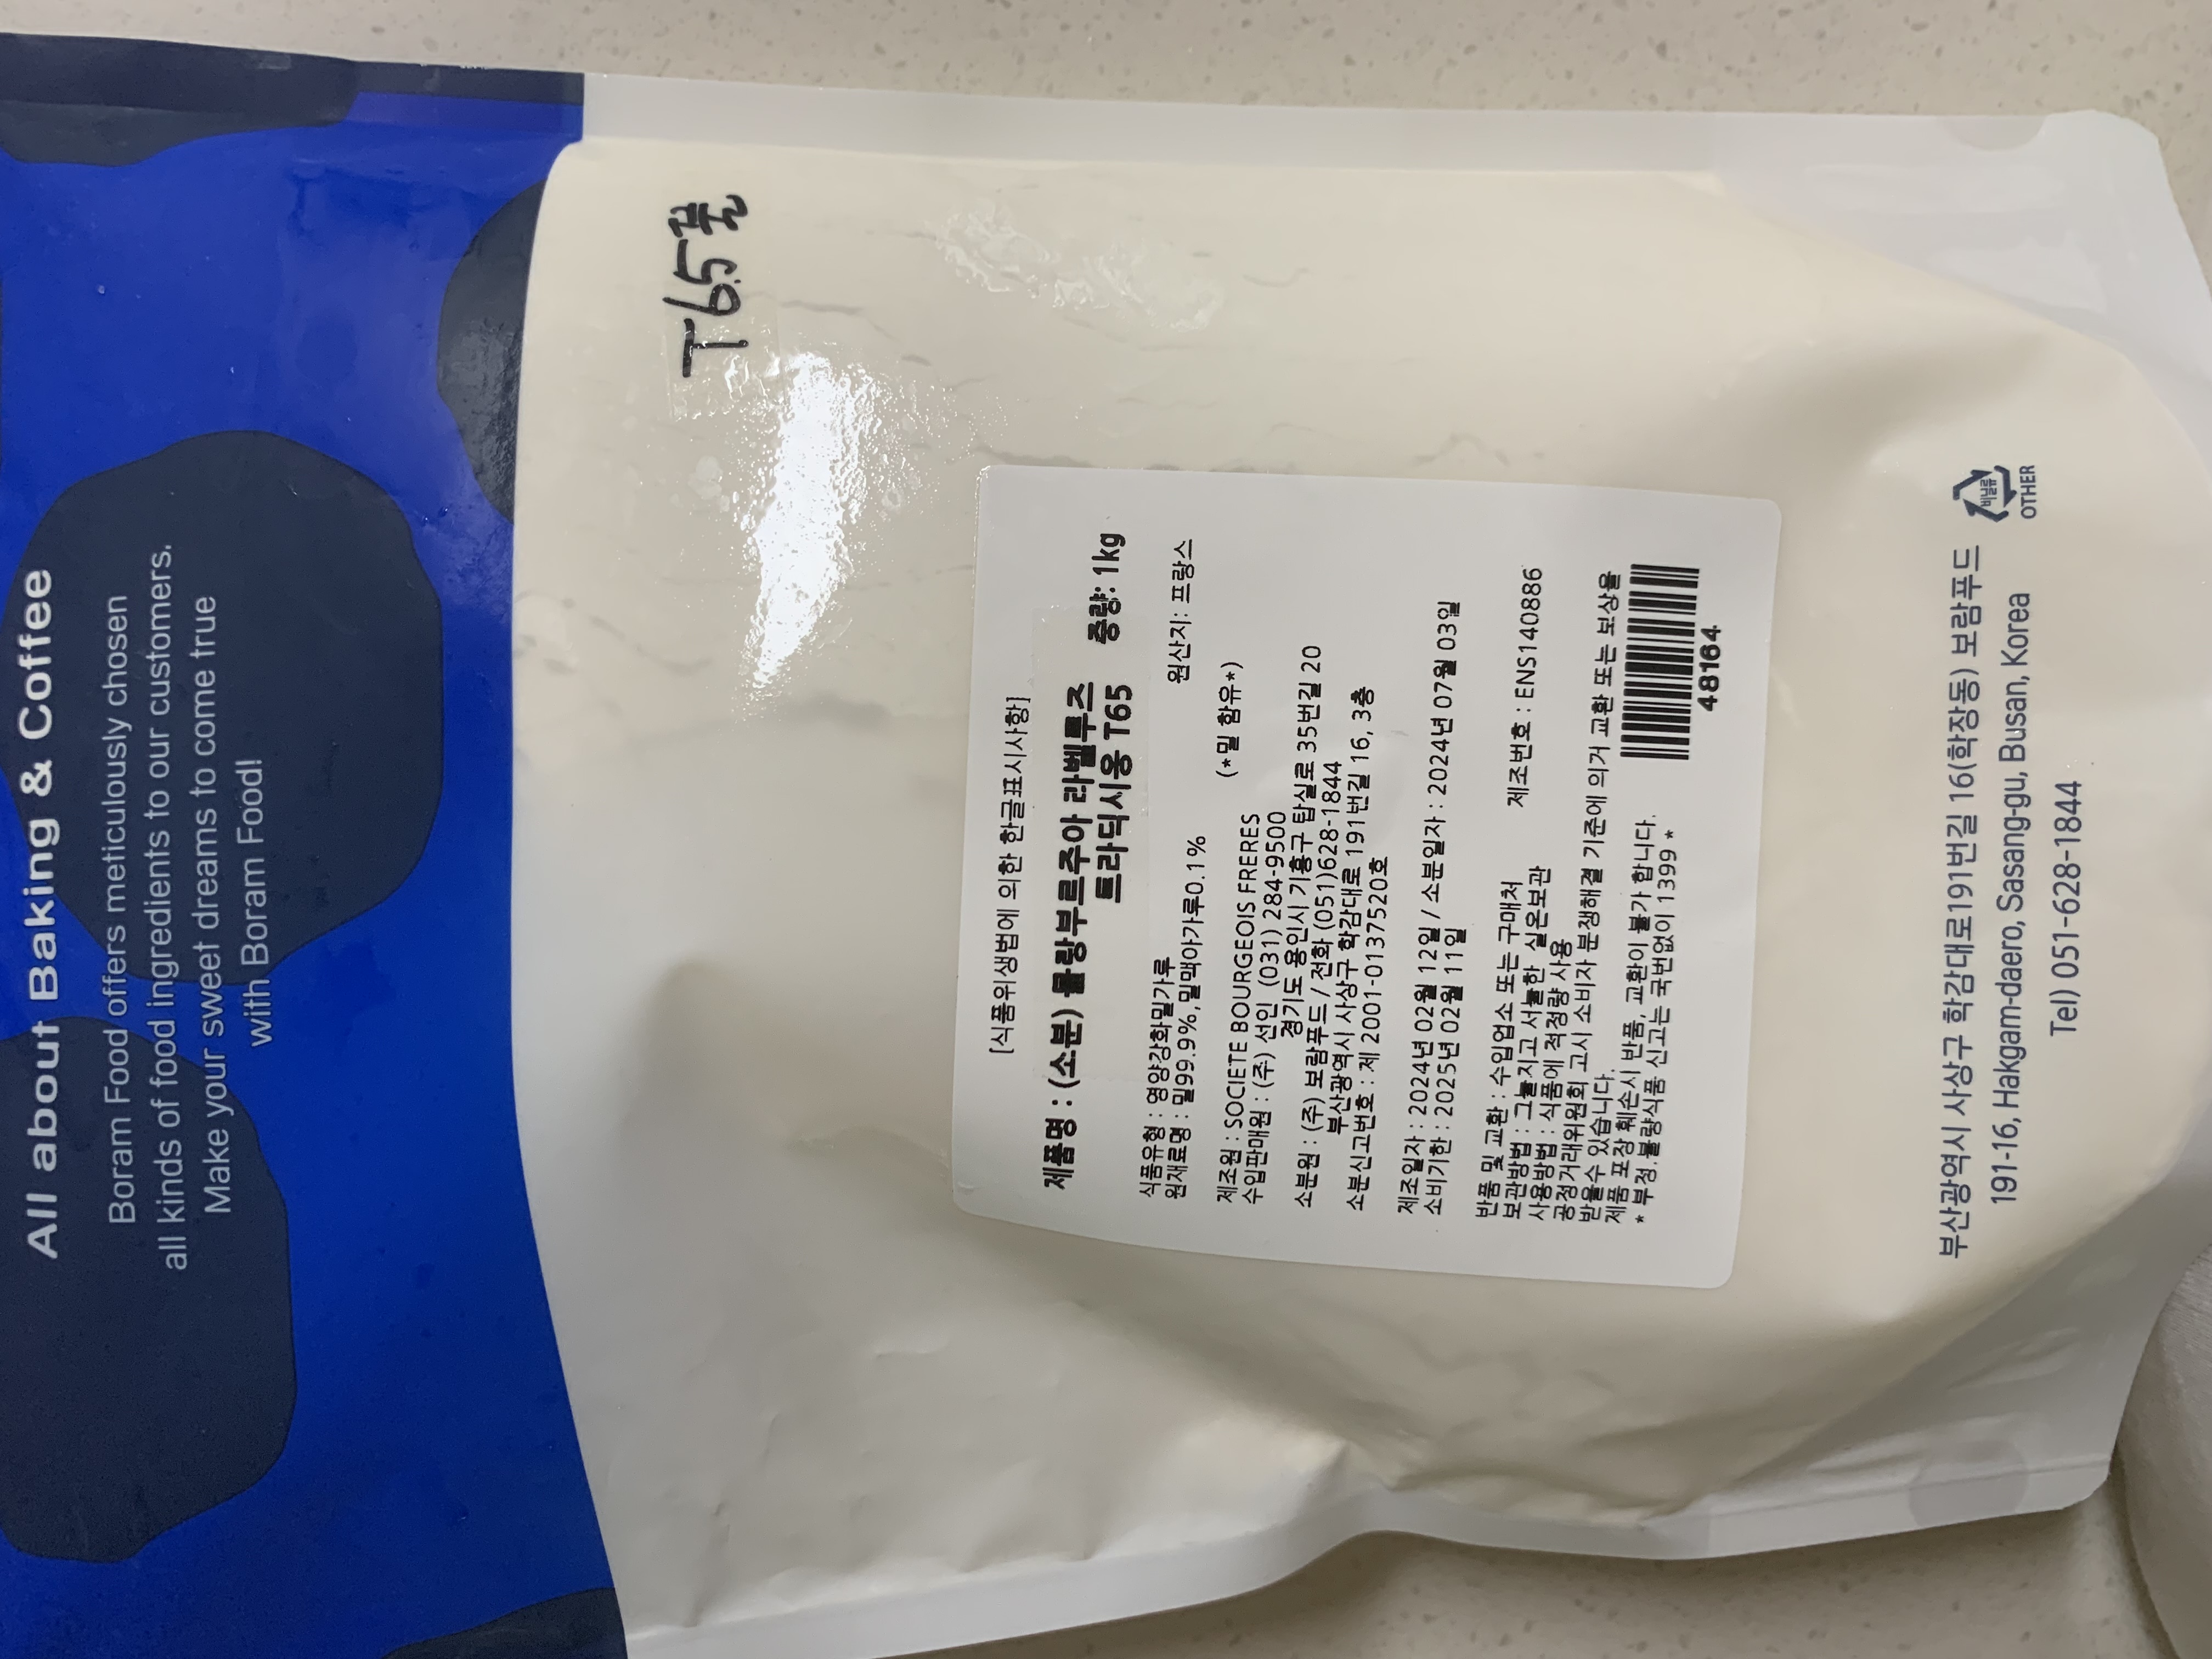 All about Baking & Coffee
Boram Food offers meticulously chosen
all kinds of food ingredients to our customers.
Make your sweet dreams to come true
with Boram Food!
T65
[식품위생법에 의한 한글표시사항]
제품명 : (소분) 물랑부르주아 라벨루즈
트라디시옹 T65 중량: 1kg
식품유형 : 영양강화밀가루
원재료명 : 밀99.9%,밀맥아가루0.1% 원산지: 프랑스
(*밀 함유*)
제조원 : SOCIETE BOURGEOIS FRERES
수입판매원 : (주) 선인 (031) 284-9500
경기도 용인시 기흥구 탑실로 35번길 20
소분원 : (주) 보람푸드 / 전화 (051)628-1844
부산광역시 사상구 학감대로 191번길 16, 3층
소분신고번호 : 제 2001-0137520호
제조일자 : 2024년 02월 12일 / 소분일자 : 2024년 07월 03일
소비기한 : 2025년 02월 11일
반품 및 교환 : 수입업소 또는 구매처 제조번호 : ENS140886
보관방법 : 그늘지고 서늘한 실온보관
사용방법 : 식품에 적정량 사용
공정거래위원회 고시 소비자 분쟁해결 기준에 의거 교환 또는 보상을
받을수 있습니다.
제품 포장 훼손시 반품, 교환이 불가 합니다.
* 부정.불량식품 신고는 국번없이 1399 *
48164
부산광역시 사상구 학감대로191번길 16(학장동) 보람푸드
191-16, Hakgam-daero, Sasang-gu, Busan, Korea
Tel) 051-628-1844
비닐류
OTHER